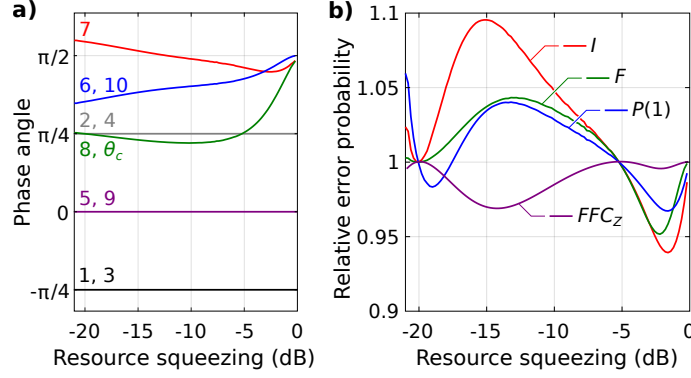 a)
Phase angle
π/2
π/4
0
-π/4
7
6, 10
2, 4
8, θc
5, 9
1, 3
-20
-15
-10
-5
0
Resource squeezing (dB)
b)
Relative error probability
1.1
1.05
1
0.95
0.9
I
F
P(1)
FFCZ
-20
-15
-10
-5
0
Resource squeezing (dB)